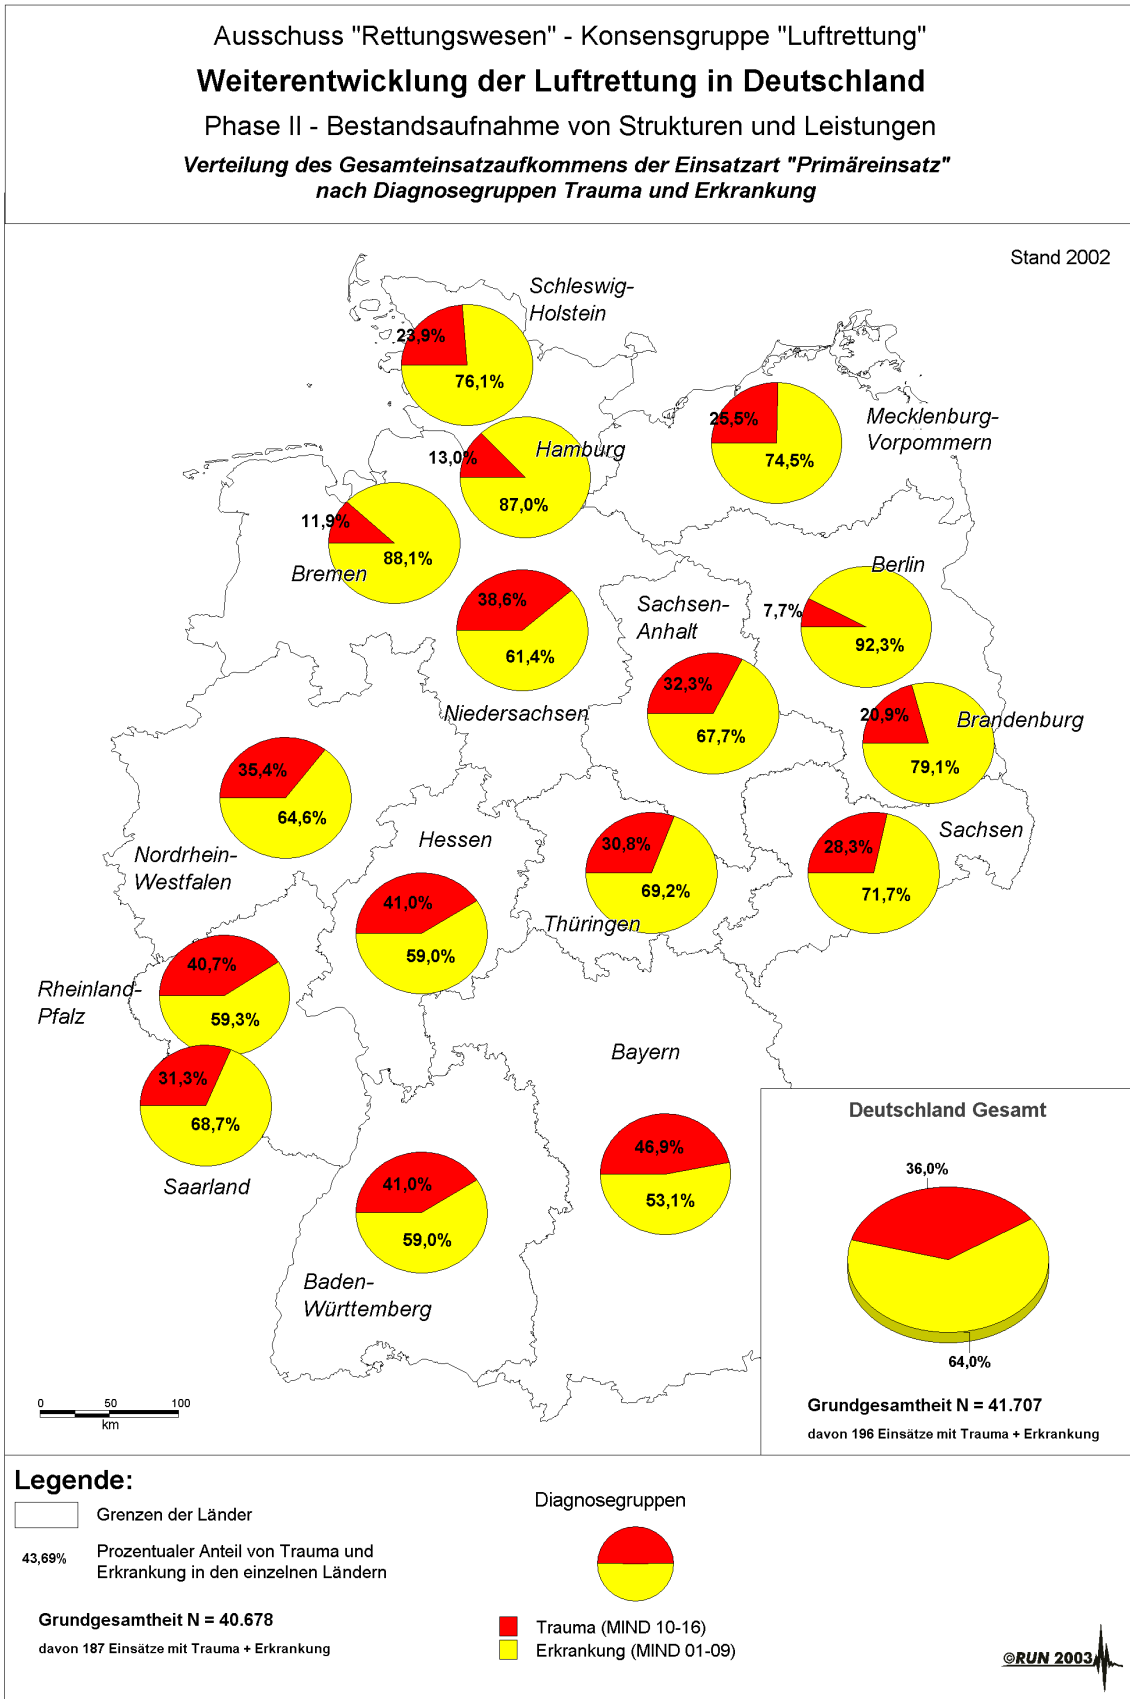 Ausschuss "Rettungswesen" - Konsensgruppe "Luftrettung"
Weiterentwicklung der Luftrettung in Deutschland
Phase II - Bestandsaufnahme von Strukturen und Leistungen
Verteilung des Gesamteinsatzaufkommens der Einsatzart "Primäreinsatz"
nach Diagnosegruppen Trauma und Erkrankung
Stand 2002
Schleswig-
Holstein
23,9%
76,1%
Mecklenburg-
Vorpommern
25,5%
74,5%
Hamburg
13,0%
87,0%
11,9%
88,1%
Bremen
Berlin
7,7%
92,3%
38,6%
61,4%
Niedersachsen
Sachsen-
Anhalt
32,3%
67,7%
20,9%
Brandenburg
79,1%
35,4%
64,6%
Nordrhein-
Westfalen
Hessen
41,0%
59,0%
30,8%
69,2%
Thüringen
Sachsen
28,3%
71,7%
40,7%
59,3%
Rheinland-
Pfalz
31,3%
68,7%
Saarland
Bayern
46,9%
53,1%
41,0%
59,0%
Baden-
Württemberg
Deutschland Gesamt
36,0%
64,0%
Grundgesamtheit N = 41.707
davon 196 Einsätze mit Trauma + Erkrankung
0 50 100
km
Legende:
Grenzen der Länder
43,69%
Prozentualer Anteil von Trauma und
Erkrankung in den einzelnen Ländern
Grundgesamtheit N = 40.678
davon 187 Einsätze mit Trauma + Erkrankung
Diagnosegruppen
Trauma (MIND 10-16)
Erkrankung (MIND 01-09)
©RUN 2003